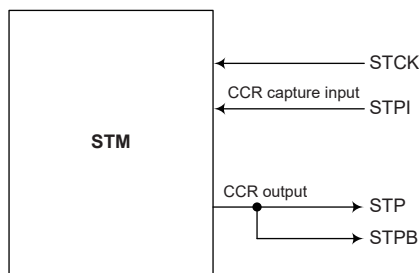 STCK
CCR capture input
STPI
STM
CCR output
STP
STPB